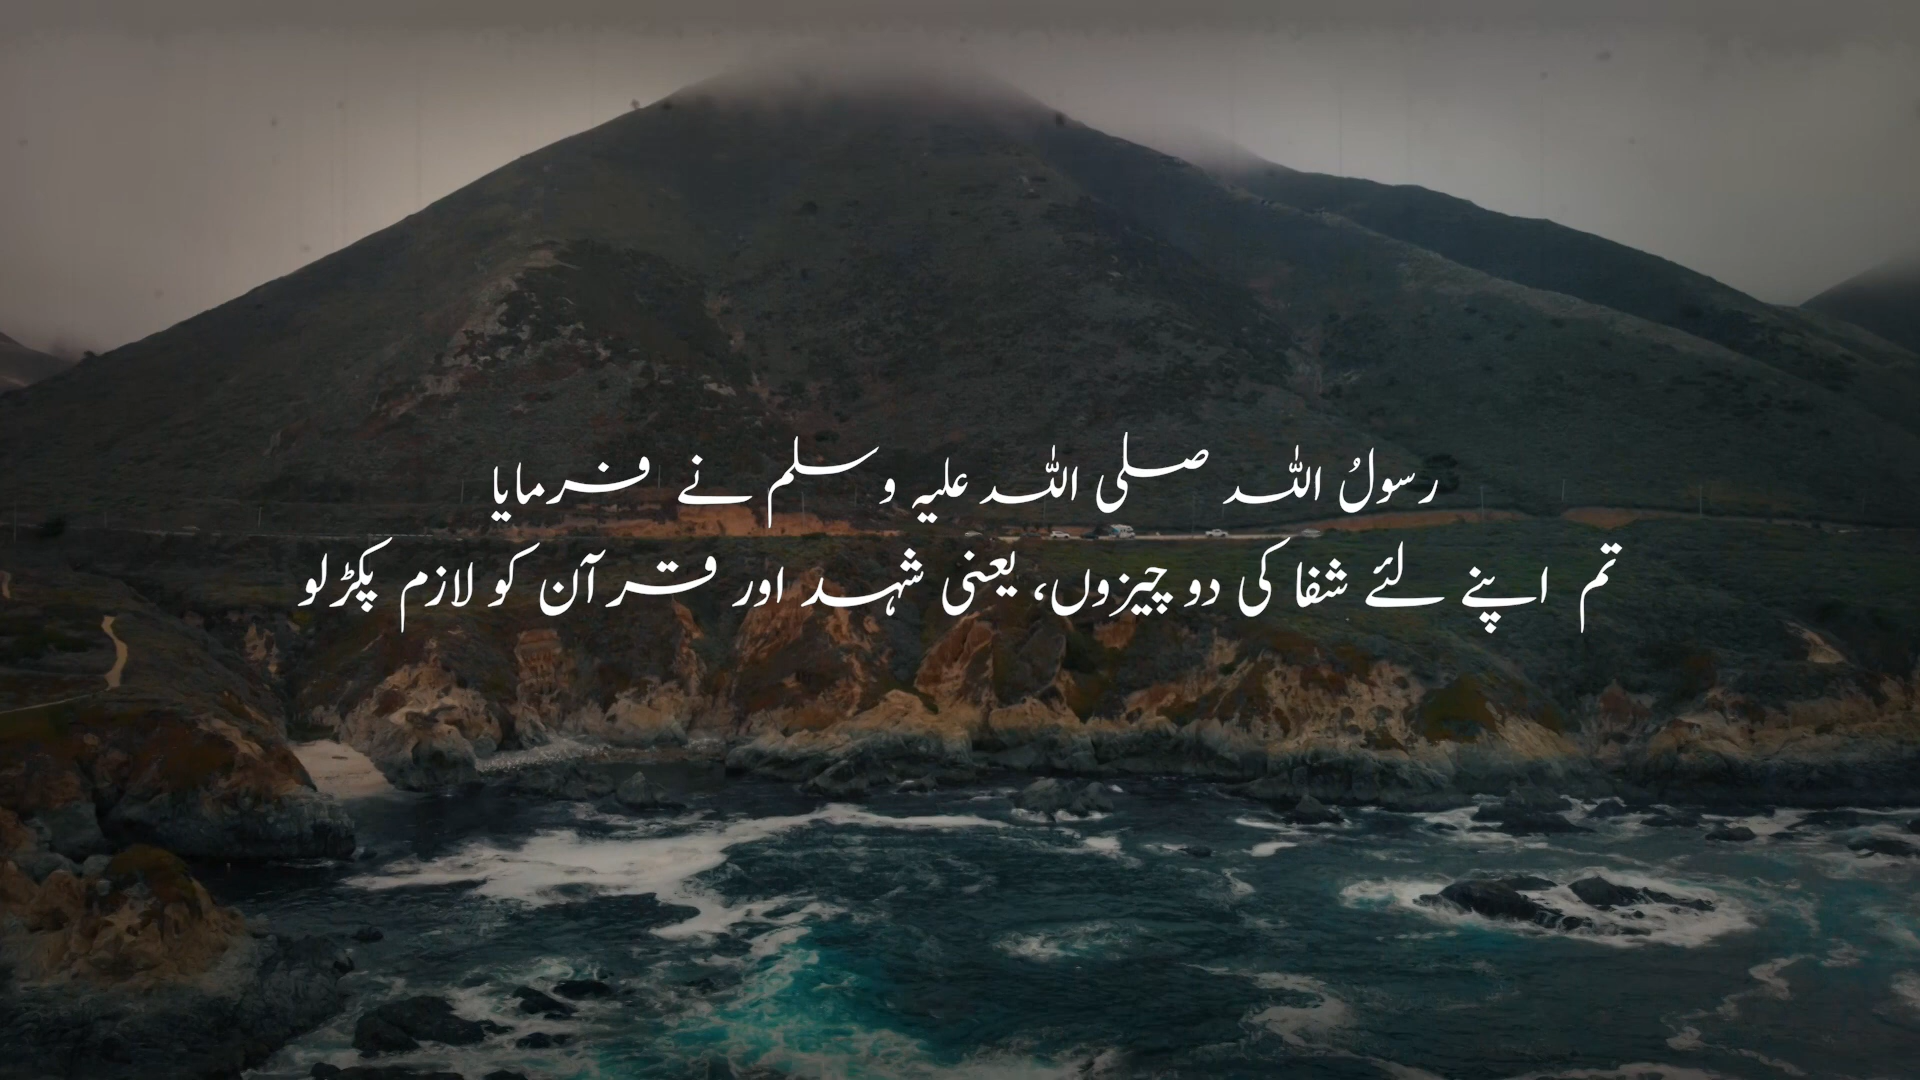 رسولُ اللہ صلی اللہ علیہ وسلم نے فرمایا
تم اپنے لئے شفا کی دو چیزوں، یعنی شہد اور قرآن کو لازم پکڑلو